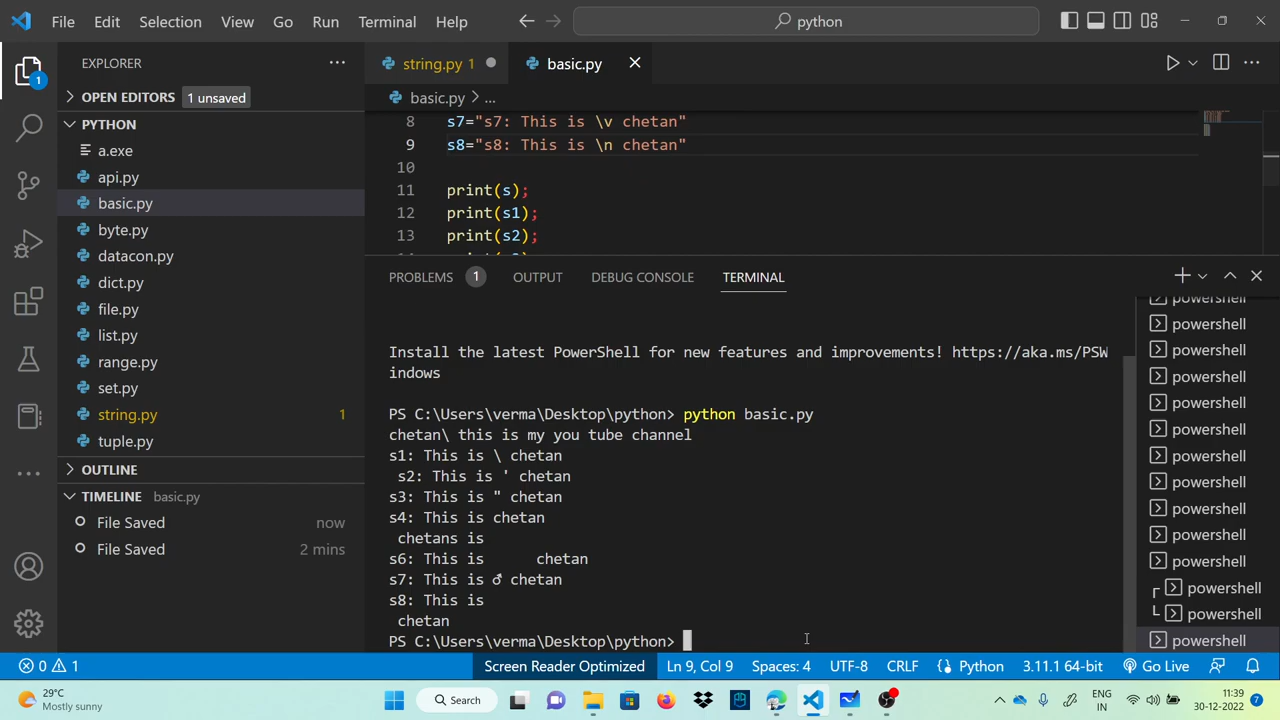 File Edit Selection View Go Run Terminal Help
python
EXPLORER
string.py 1
basic.py
OPEN EDITORS 1 unsaved
basic.py > ...
PYTHON
a.exe
api.py
basic.py
byte.py
datacon.py
dict.py
file.py
list.py
range.py
set.py
string.py 1
tuple.py
OUTLINE
TIMELINE basic.py
File Saved now
File Saved 2 mins
8 s7="s7: This is \v chetan"
9 s8="s8: This is \n chetan"
10
11 print(s);
12 print(s1);
13 print(s2);
PROBLEMS 1 OUTPUT DEBUG CONSOLE TERMINAL
Install the latest PowerShell for new features and improvements! https://aka.ms/PSW
indows
PS C:\Users\verma\Desktop\python> python basic.py
chetan\ this is my you tube channel
s1: This is \ chetan
s2: This is ' chetan
s3: This is " chetan
s4: This is chetan
chetans is
s6: This is chetan
s7: This is ♂ chetan
s8: This is
chetan
PS C:\Users\verma\Desktop\python>
powershell
powershell
powershell
powershell
powershell
powershell
powershell
powershell
powershell
powershell
powershell
powershell
powershell
powershell
0 1
Screen Reader Optimized Ln 9, Col 9 Spaces: 4 UTF-8 CRLF Python 3.11.1 64-bit Go Live
29°C
Mostly sunny
Search
ENG
IN
11:39
30-12-2022
7